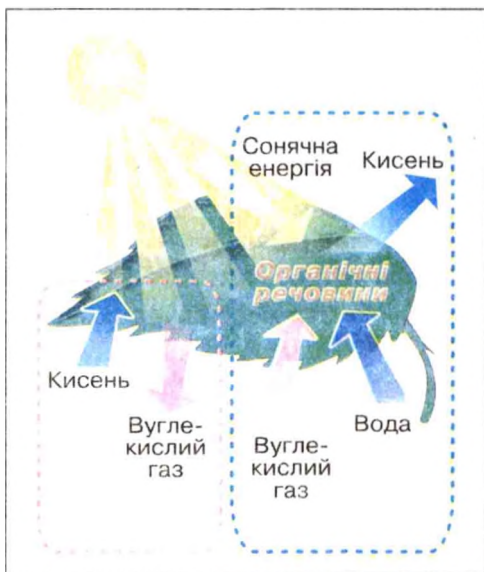 Сонячна
енергія
Кисень
Органічні
речовини
Кисень
Вугле-
кислий
газ
Вугле-
кислий
газ
Вода